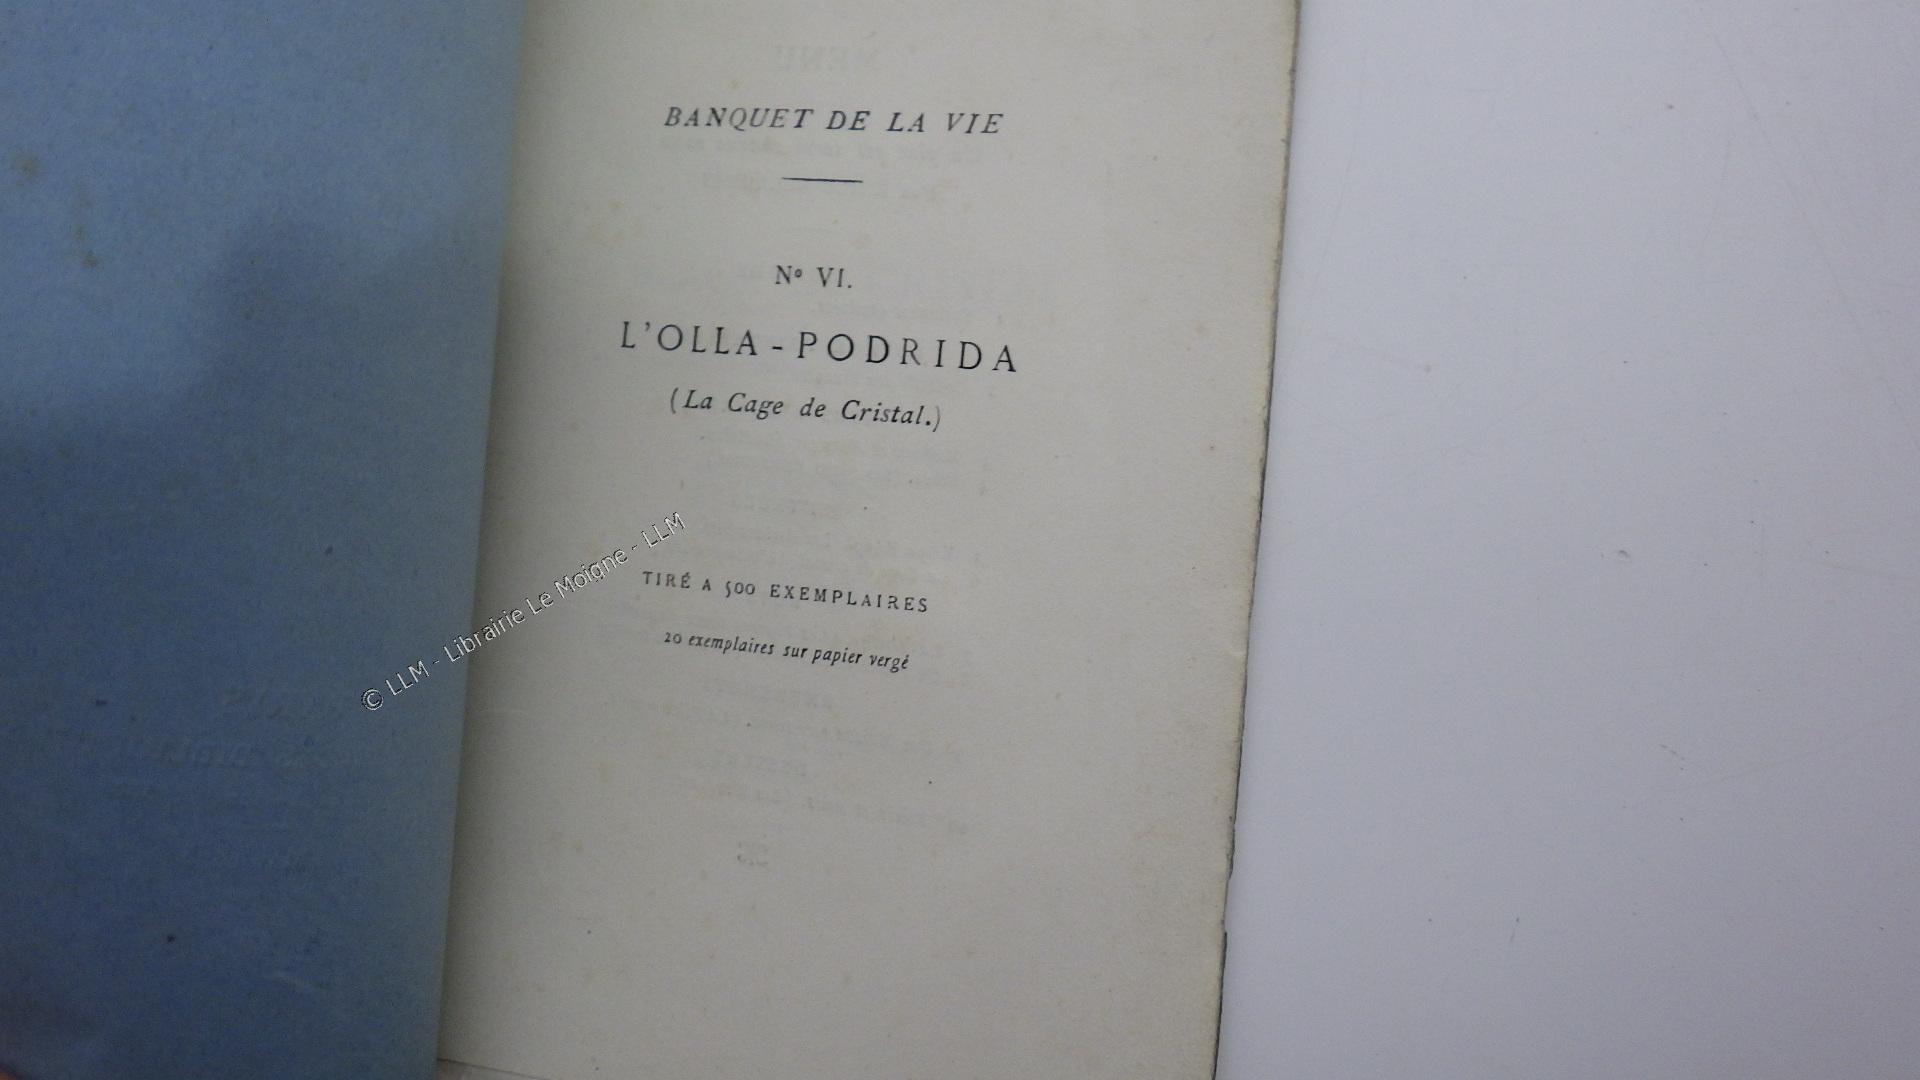 BANQUET DE LA VIE
Nº VI.
L'OLLA-PODRIDA
(La Cage de Cristal.)
TIRÉ A 500 EXEMPLAIRES
20 exemplaires sur papier vergé
© LLM - Librairie Le Moigne - LLM